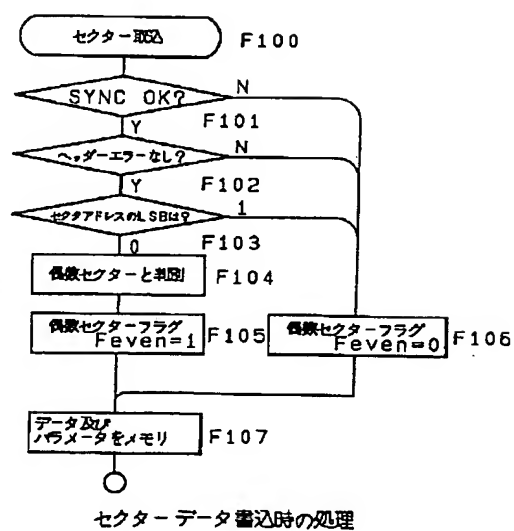 セクター取込
F100
SYNC OK?
N
Y
F101
ヘッダーエラーなし?
N
Y
F102
セクタアドレスのLSBは?
1
0
F103
偶数セクターと判別
F104
偶数セクターフラグ
Feven=1
F105
偶数セクターフラグ
Feven=0
F106
データ及び
パラメータをメモリ
F107
セクターデータ書込時の処理